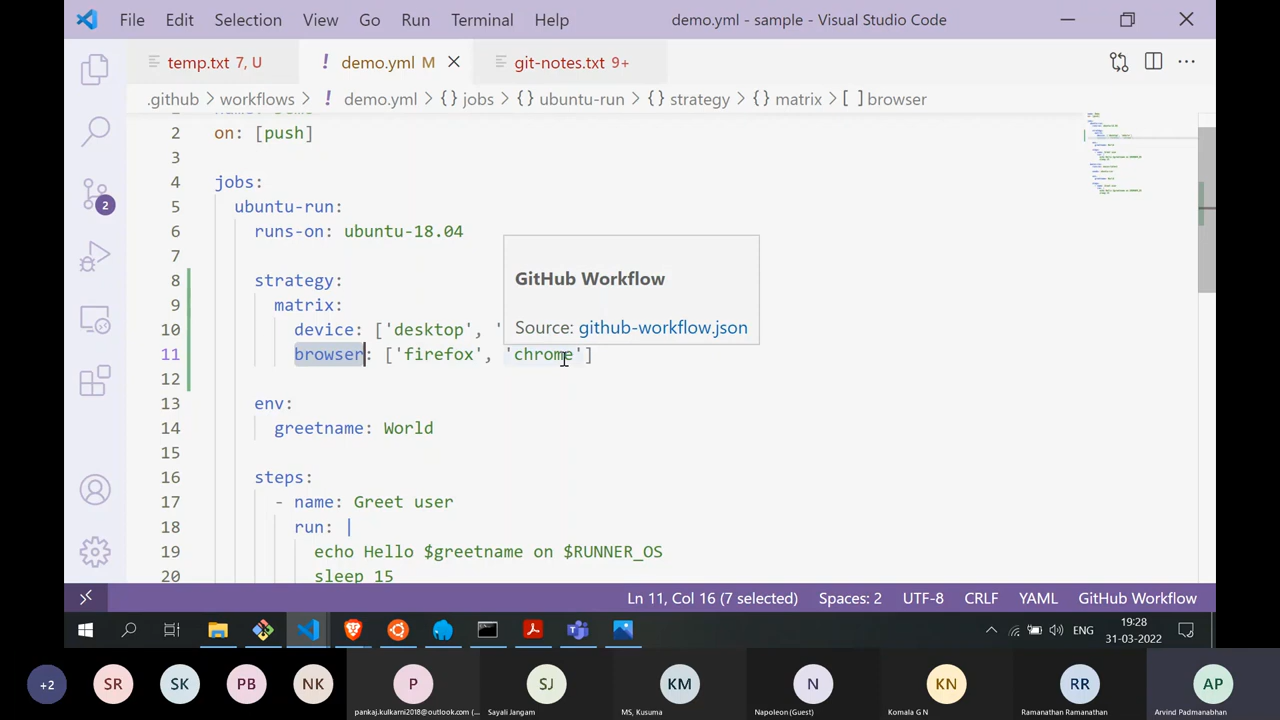 File Edit Selection View Go Run Terminal Help demo.yml - sample - Visual Studio Code
temp.txt 7, U ! demo.yml M git-notes.txt 9+
.github > workflows > ! demo.yml > {} jobs > {} ubuntu-run > {} strategy > {} matrix > [ ] browser
2 on: [push]
3
4 jobs:
5 ubuntu-run:
6 runs-on: ubuntu-18.04
7
8 strategy:
9 matrix:
10 device: ['desktop', '
11 browser: ['firefox', 'chrome']
12
13 env:
14 greetname: World
15
16 steps:
17 - name: Greet user
18 run: |
19 echo Hello $greetname on $RUNNER_OS
20 sleep 15
GitHub Workflow
Source: github-workflow.json
2
Ln 11, Col 16 (7 selected) Spaces: 2 UTF-8 CRLF YAML GitHub Workflow
ENG 19:28
31-03-2022
+2 SR SK PB NK P SJ KM N KN RR AP
pankaj.kulkarni2018@outlook.com (... Sayali Jangam MS, Kusuma Napoleon (Guest) Komala G N Ramanathan Ramanathan Arvind Padmanabhan